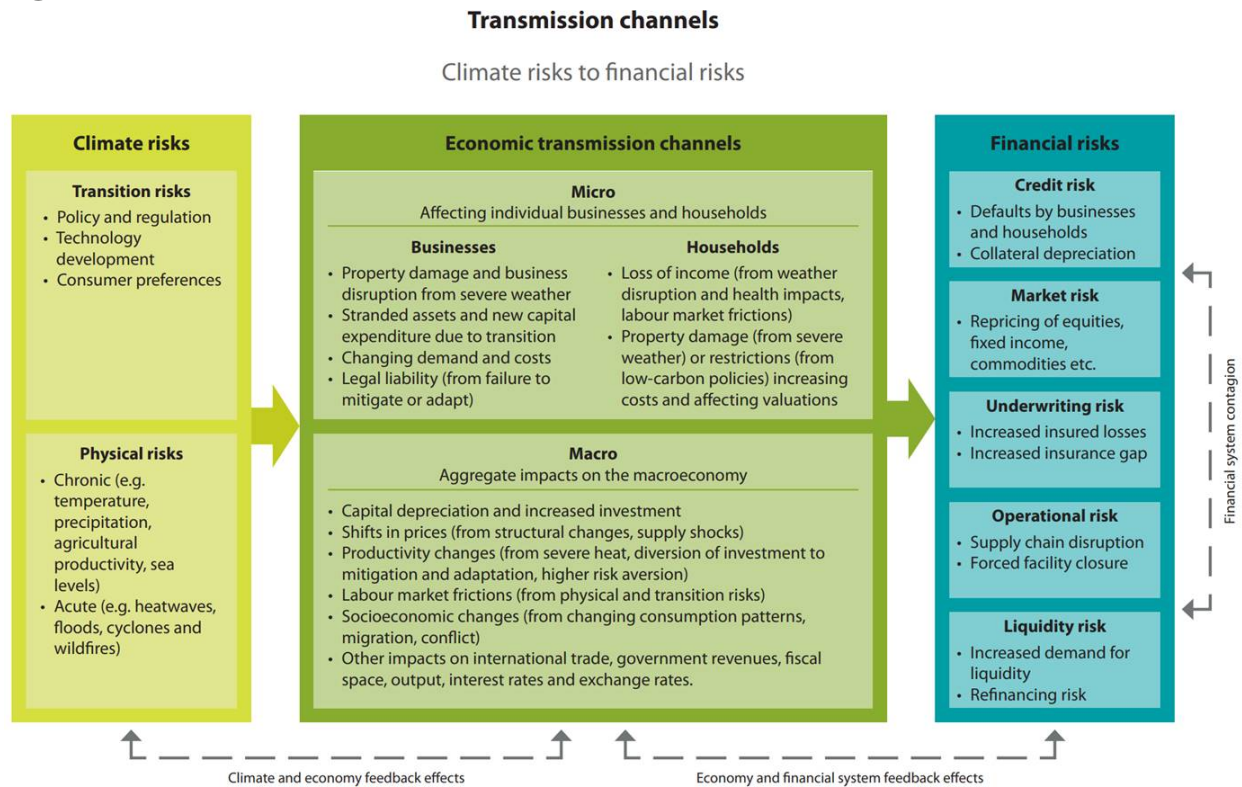 Transmission channels
Climate risks to financial risks
Climate risks
Transition risks
• Policy and regulation
• Technology
development
• Consumer preferences
Physical risks
• Chronic (e.g.
temperature,
precipitation,
agricultural
productivity, sea
levels)
• Acute (e.g. heatwaves,
floods, cyclones and
wildfires)
Economic transmission channels
Micro
Affecting individual businesses and households
Businesses
• Property damage and business
disruption from severe weather
• Stranded assets and new capital
expenditure due to transition
• Changing demand and costs
• Legal liability (from failure to
mitigate or adapt)
Households
• Loss of income (from weather
disruption and health impacts,
labour market frictions)
• Property damage (from severe
weather) or restrictions (from
low-carbon policies) increasing
costs and affecting valuations
Macro
Aggregate impacts on the macroeconomy
• Capital depreciation and increased investment
• Shifts in prices (from structural changes, supply shocks)
• Productivity changes (from severe heat, diversion of investment to
mitigation and adaptation, higher risk aversion)
• Labour market frictions (from physical and transition risks)
• Socioeconomic changes (from changing consumption patterns,
migration, conflict)
• Other impacts on international trade, government revenues, fiscal
space, output, interest rates and exchange rates.
Financial risks
Credit risk
• Defaults by businesses
and households
• Collateral depreciation
Market risk
• Repricing of equities,
fixed income,
commodities etc.
Underwriting risk
• Increased insured losses
• Increased insurance gap
Operational risk
• Supply chain disruption
• Forced facility closure
Liquidity risk
• Increased demand for
liquidity
• Refinancing risk
Financial system contagion
Climate and economy feedback effects
Economy and financial system feedback effects